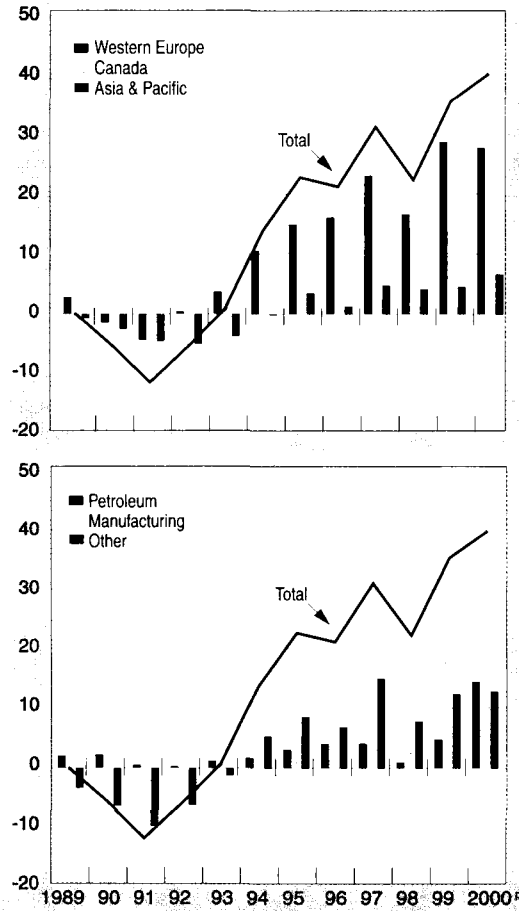 50
40
30
20
10
0
-10
-20
Western Europe
Canada
Asia & Pacific
Total
50
40
30
20
10
0
-10
-20
Petroleum
Manufacturing
Other
Total
1989 90 91 92 93 94 95 96 97 98 99 2000